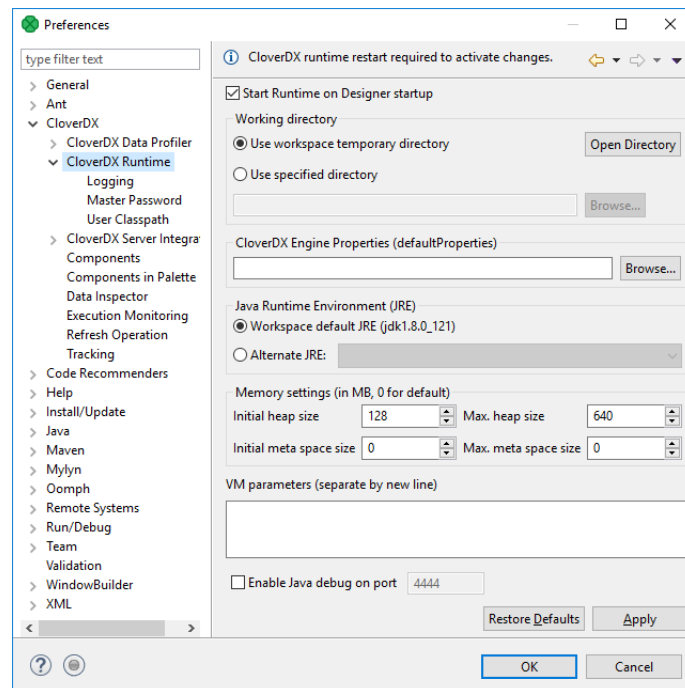 Preferences
type filter text
CloverDX runtime restart required to activate changes.
General
Ant
CloverDX
CloverDX Data Profiler
CloverDX Runtime
Logging
Master Password
User Classpath
CloverDX Server Integra
Components
Components in Palette
Data Inspector
Execution Monitoring
Refresh Operation
Tracking
Code Recommenders
Help
Install/Update
Java
Maven
Mylyn
Oomph
Remote Systems
Run/Debug
Team
Validation
WindowBuilder
XML
Start Runtime on Designer startup
Working directory
Use workspace temporary directory
Open Directory
Use specified directory
Browse...
CloverDX Engine Properties (defaultProperties)
Browse...
Java Runtime Environment (JRE)
Workspace default JRE (jdk1.8.0_121)
Alternate JRE:
Memory settings (in MB, 0 for default)
Initial heap size 128 Max. heap size 640
Initial meta space size 0 Max. meta space size 0
VM parameters (separate by new line)
Enable Java debug on port 4444
Restore Defaults Apply
OK Cancel